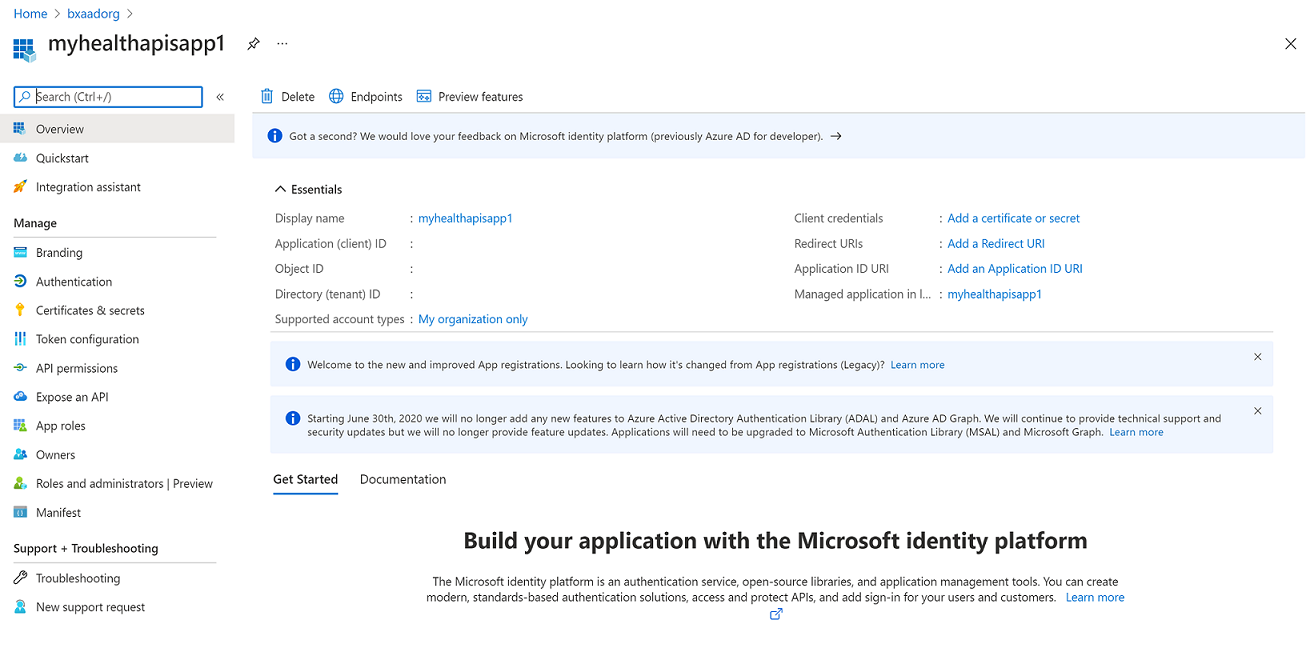 Home > bxaadorg >
myhealthapisapp1 ...
Search (Ctrl+/) «
Overview
Quickstart
Integration assistant
Manage
Branding
Authentication
Certificates & secrets
Token configuration
API permissions
Expose an API
App roles
Owners
Roles and administrators | Preview
Manifest
Support + Troubleshooting
Troubleshooting
New support request
Delete Endpoints Preview features
Got a second? We would love your feedback on Microsoft identity platform (previously Azure AD for developer). →
Essentials
Display name : myhealthapisapp1
Application (client) ID :
Object ID :
Directory (tenant) ID :
Supported account types : My organization only
Client credentials : Add a certificate or secret
Redirect URIs : Add a Redirect URI
Application ID URI : Add an Application ID URI
Managed application in l... : myhealthapisapp1
Welcome to the new and improved App registrations. Looking to learn how it's changed from App registrations (Legacy)? Learn more
Starting June 30th, 2020 we will no longer add any new features to Azure Active Directory Authentication Library (ADAL) and Azure AD Graph. We will continue to provide technical support and
security updates but we will no longer provide feature updates. Applications will need to be upgraded to Microsoft Authentication Library (MSAL) and Microsoft Graph. Learn more
Get Started Documentation
Build your application with the Microsoft identity platform
The Microsoft identity platform is an authentication service, open-source libraries, and application management tools. You can create
modern, standards-based authentication solutions, access and protect APIs, and add sign-in for your users and customers. Learn more